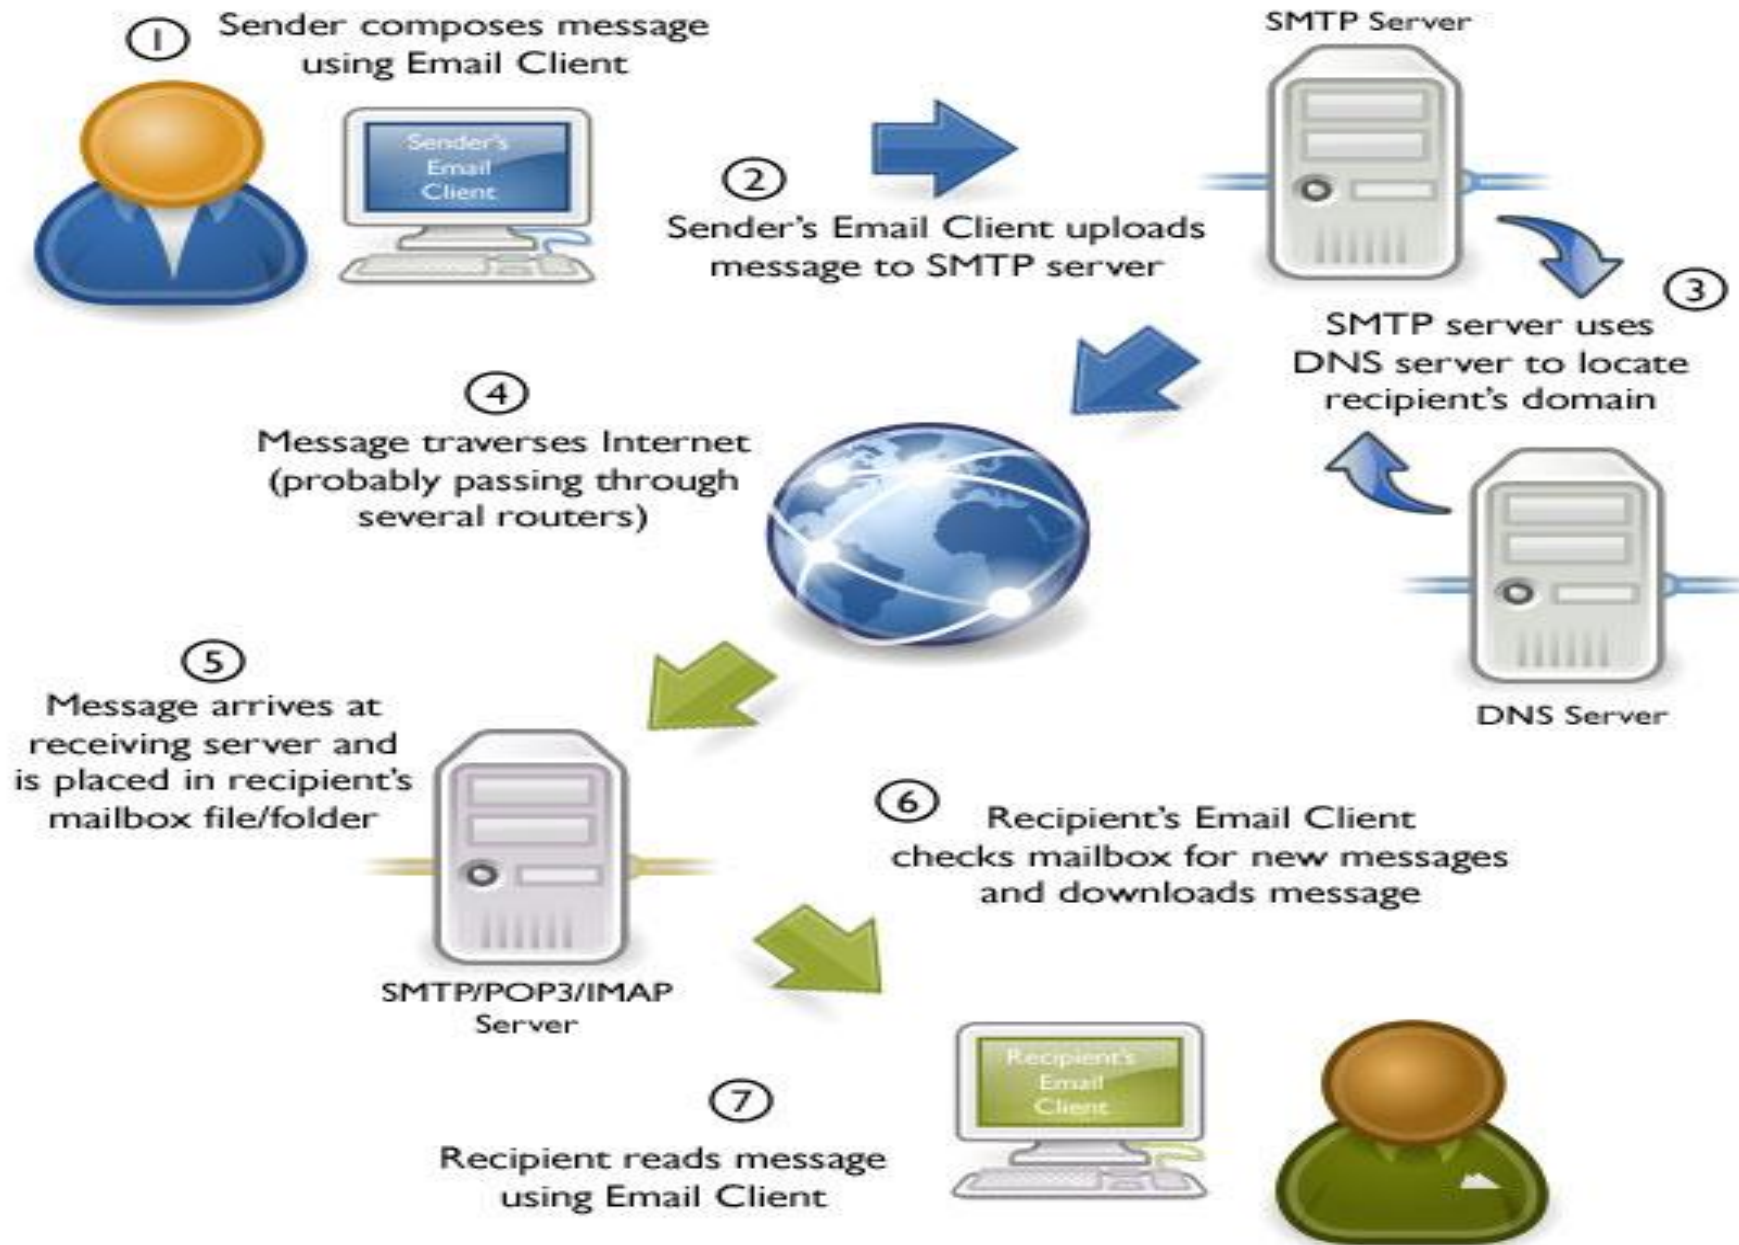 1
Sender composes message
using Email Client
Sender's
Email
Client
2
Sender's Email Client uploads
message to SMTP server
SMTP Server
3
SMTP server uses
DNS server to locate
recipient's domain
DNS Server
4
Message traverses Internet
(probably passing through
several routers)
5
Message arrives at
receiving server and
is placed in recipient's
mailbox file/folder
SMTP/POP3/IMAP
Server
6
Recipient's Email Client
checks mailbox for new messages
and downloads message
Recipient's
Email
Client
7
Recipient reads message
using Email Client